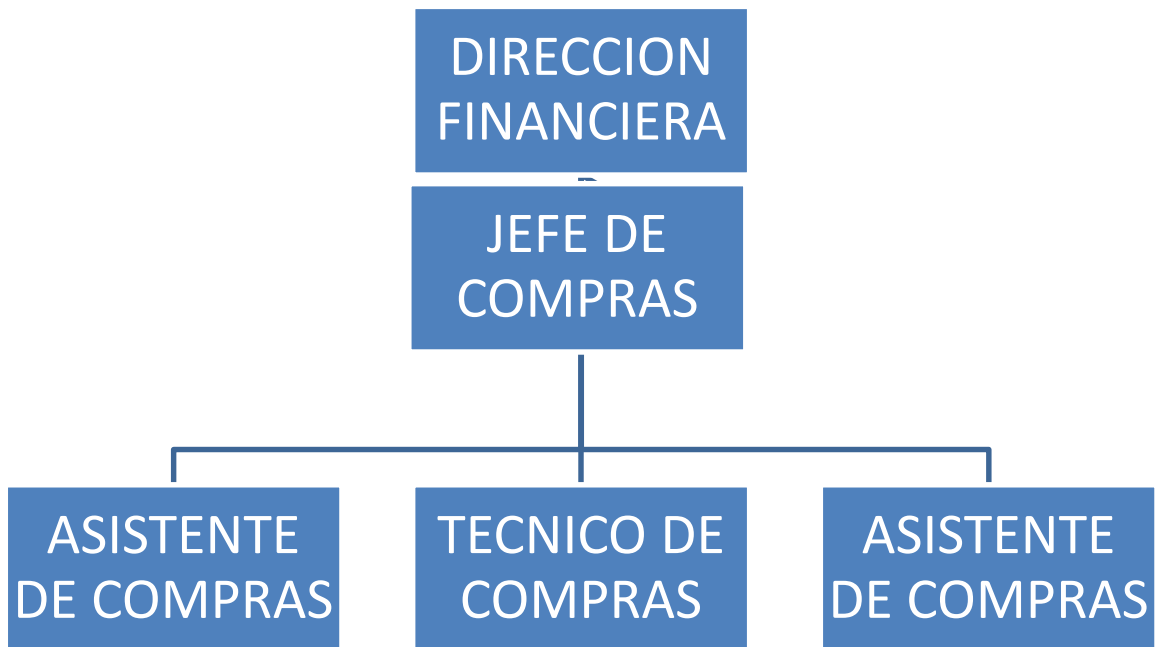 DIRECCION
FINANCIERA
JEFE DE
COMPRAS
ASISTENTE
DE COMPRAS
TECNICO DE
COMPRAS
ASISTENTE
DE COMPRAS